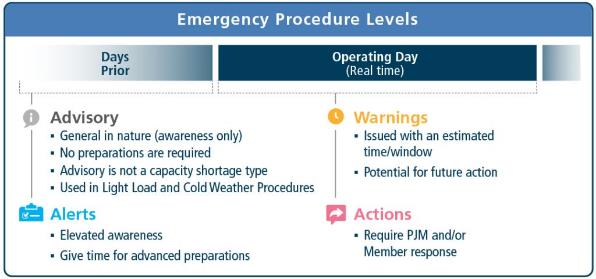 Emergency Procedure Levels
Days
Prior
Operating Day
(Real time)
Advisory
▪ General in nature (awareness only)
▪ No preparations are required
▪ Advisory is not a capacity shortage type
▪ Used in Light Load and Cold Weather Procedures
Alerts
▪ Elevated awareness
▪ Give time for advanced preparations
Warnings
▪ Issued with an estimated
time/window
▪ Potential for future action
Actions
▪ Require PJM and/or
Member response